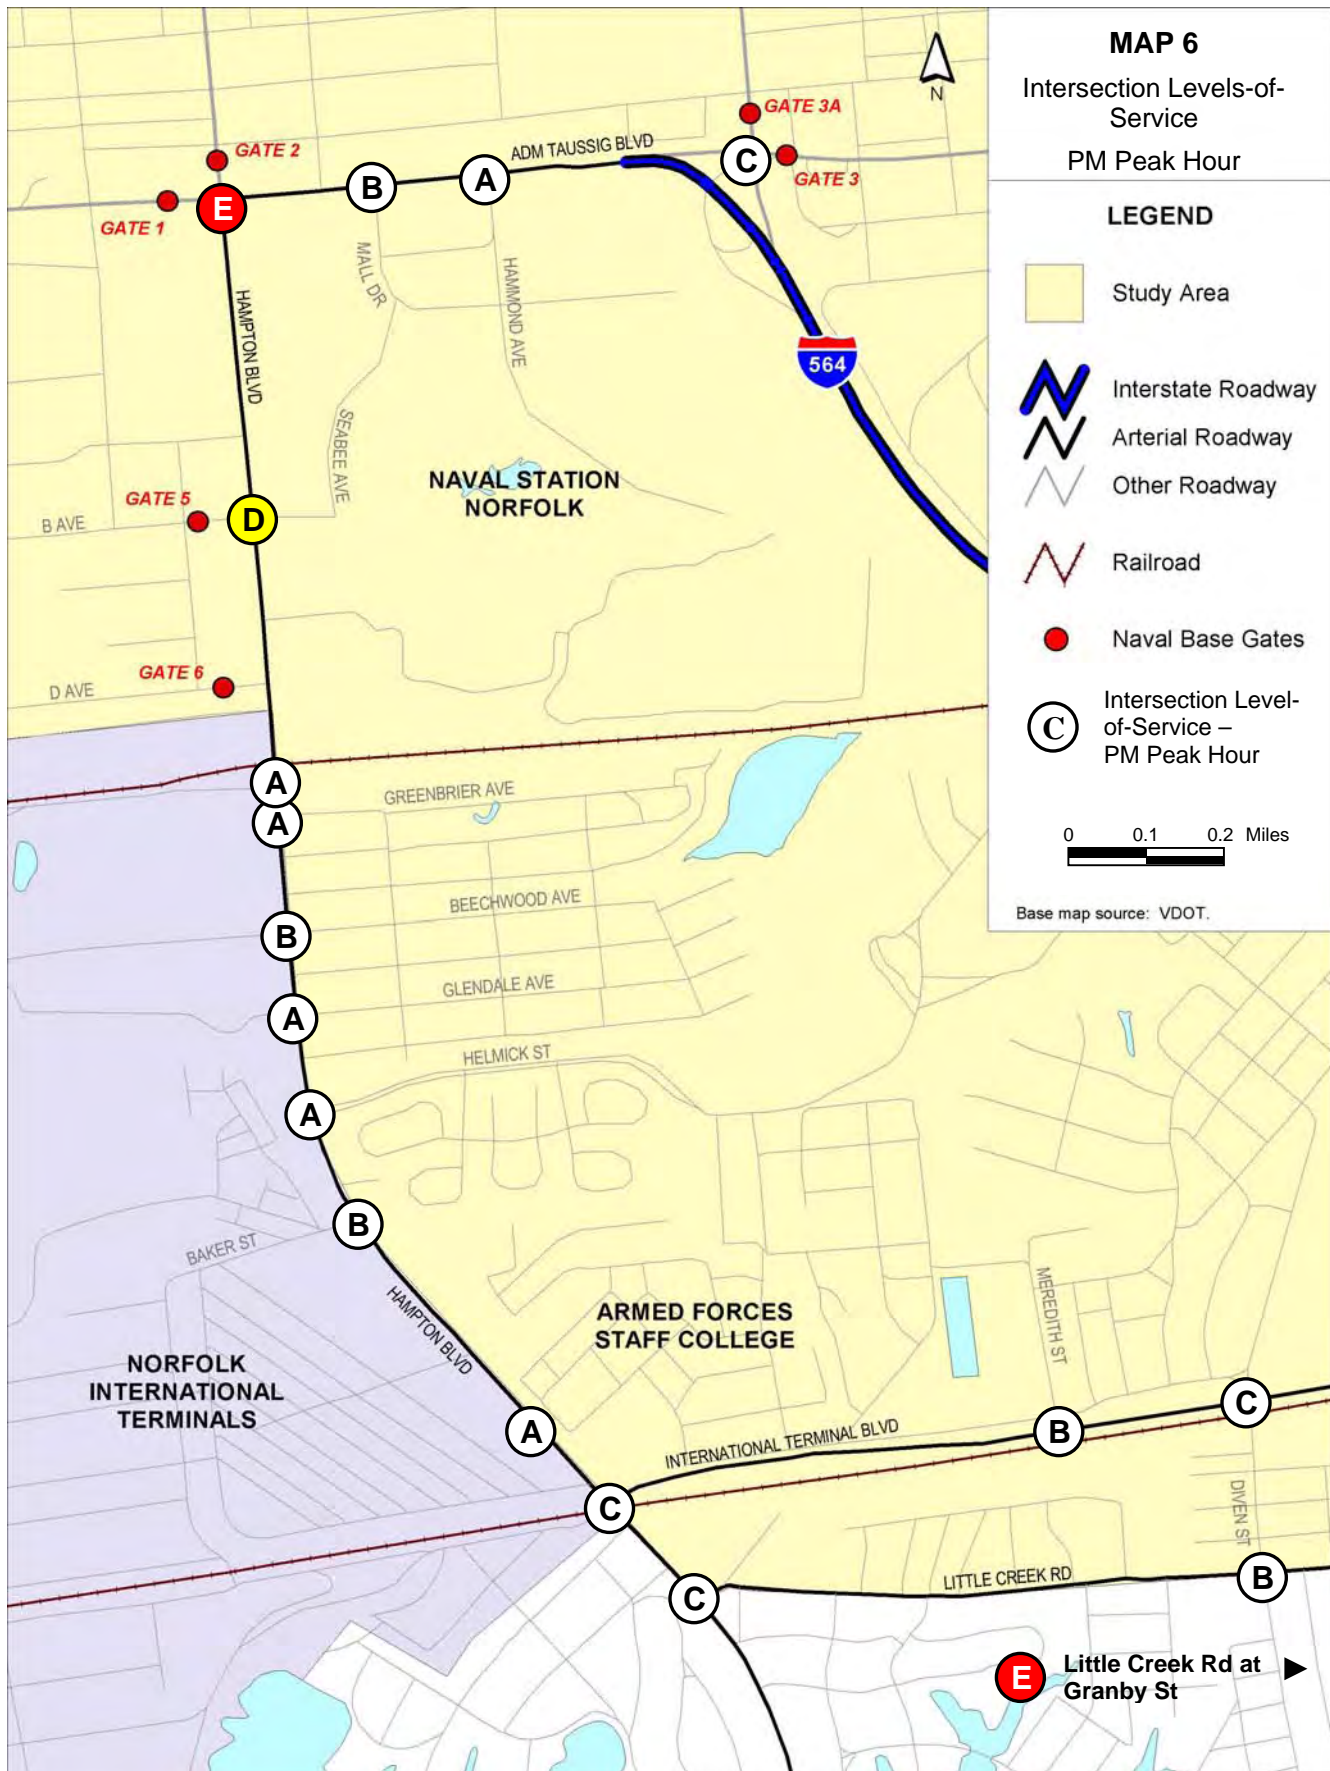 MAP 6
Intersection Levels-of-
Service
PM Peak Hour
LEGEND
Study Area
Interstate Roadway
Arterial Roadway
Other Roadway
Railroad
Naval Base Gates
C
Intersection Level-
of-Service –
PM Peak Hour
0 0.1 0.2 Miles
Base map source: VDOT.
N
GATE 3A
GATE 2
ADM TAUSSIG BLVD
C
GATE 3
B
A
GATE 1
E
MALL DR
HAMMOND AVE
HAMPTON BLVD
564
SEABEE AVE
NAVAL STATION
NORFOLK
GATE 5
B AVE
D
GATE 6
D AVE
A
GREENBRIER AVE
A
BEECHWOOD AVE
B
GLENDALE AVE
A
HELMICK ST
A
B
BAKER ST
HAMPTON BLVD
ARMED FORCES
STAFF COLLEGE
MEREDITH ST
NORFOLK
INTERNATIONAL
TERMINALS
A
INTERNATIONAL TERMINAL BLVD
B
C
C
DIVEN ST
LITTLE CREEK RD
B
C
E
Little Creek Rd at
Granby St